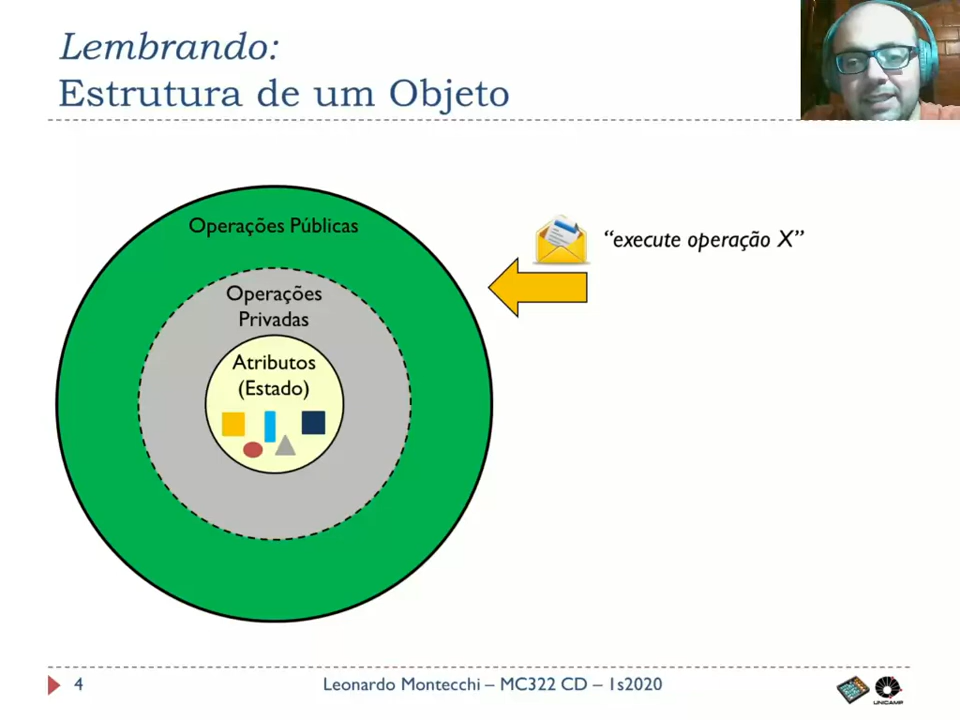 Lembrando:
Estrutura de um Objeto
Operações Públicas
Operações
Privadas
Atributos
(Estado)
“execute operação X”
4
Leonardo Montecchi – MC322 CD – 1s2020
UNICAMP